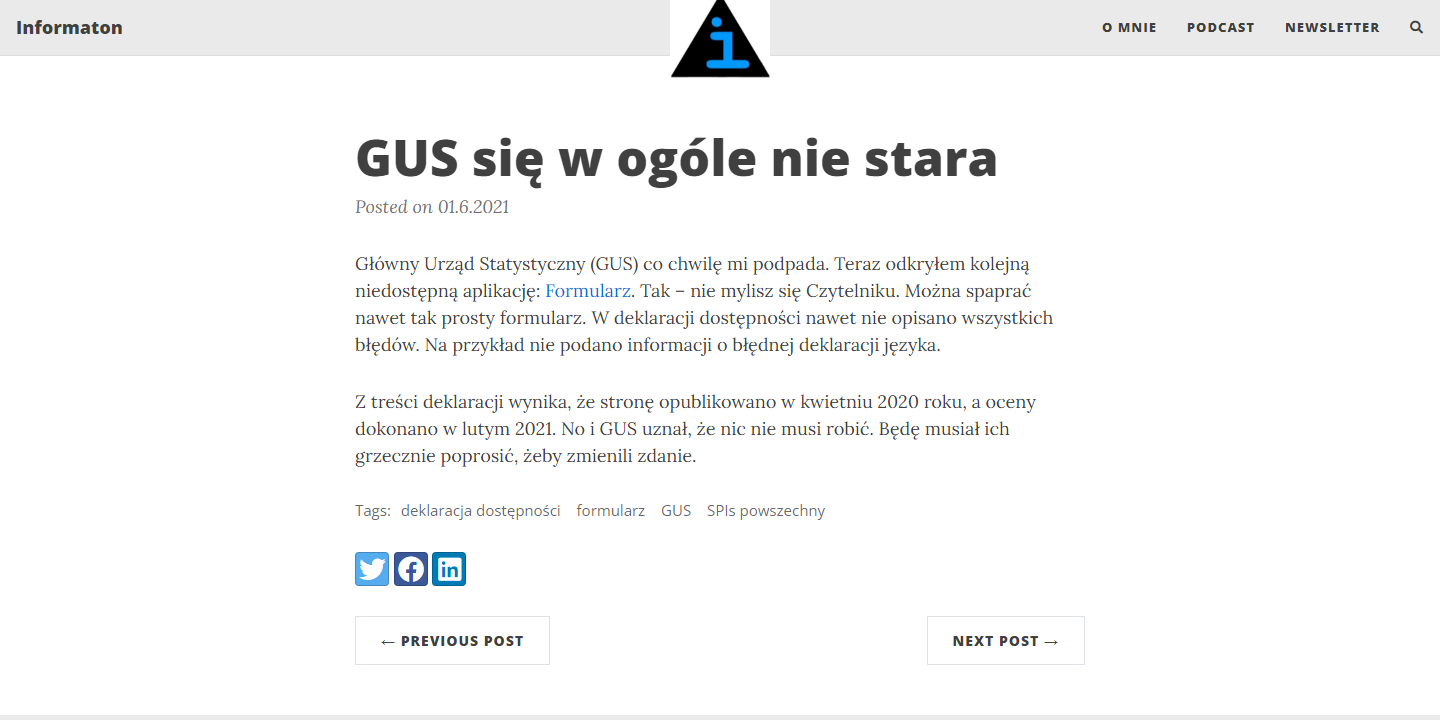 Informaton
i
O MNIE
PODCAST
NEWSLETTER
GUS się w ogóle nie stara
Posted on 01.6.2021
Główny Urząd Statystyczny (GUS) co chwilę mi podpada. Teraz odkryłem kolejną
niedostępną aplikację: Formularz. Tak – nie mylisz się Czytelniku. Można spaprać
nawet tak prosty formularz. W deklaracji dostępności nawet nie opisano wszystkich
błędów. Na przykład nie podano informacji o błędnej deklaracji języka.
Z treści deklaracji wynika, że stronę opublikowano w kwietniu 2020 roku, a oceny
dokonano w lutym 2021. No i GUS uznał, że nic nie musi robić. Będę musiał ich
grzecznie poprosić, żeby zmienili zdanie.
Tags: deklaracja dostępności formularz GUS SPIs powszechny
← PREVIOUS POST
NEXT POST →